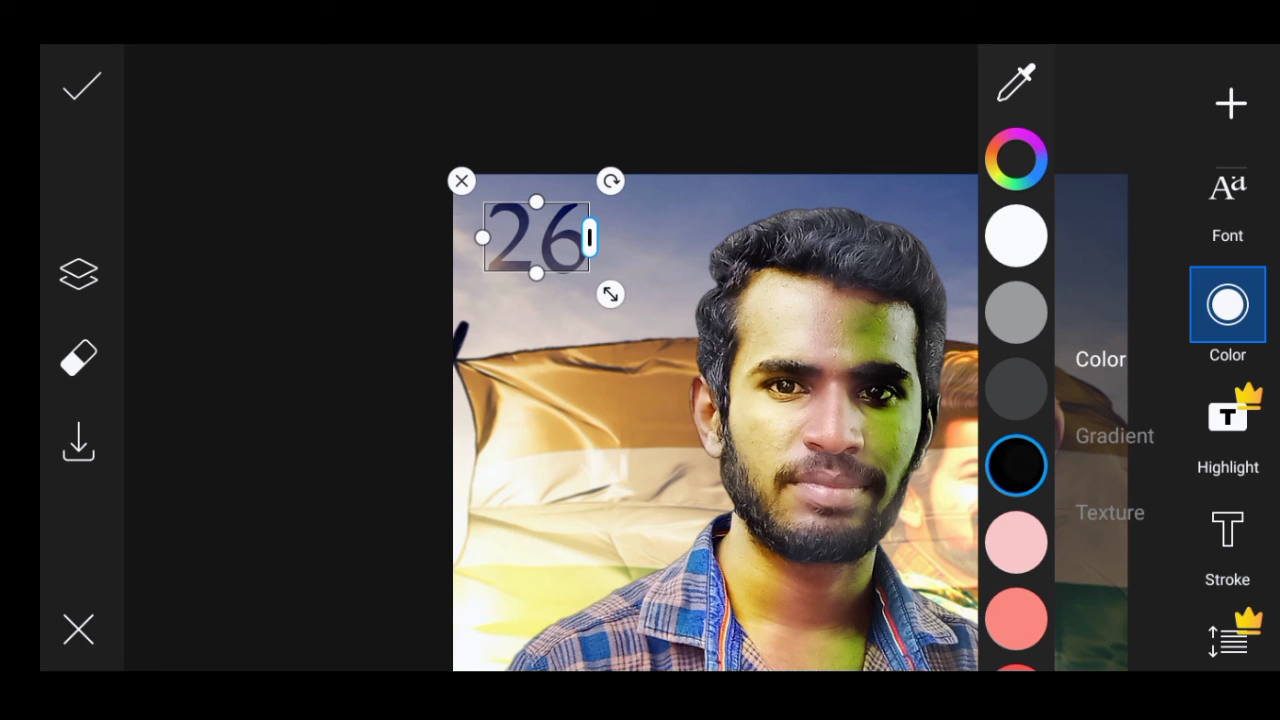 26
Aa
Font
Color
Color
Gradient
Texture
T
Highlight
T
Stroke